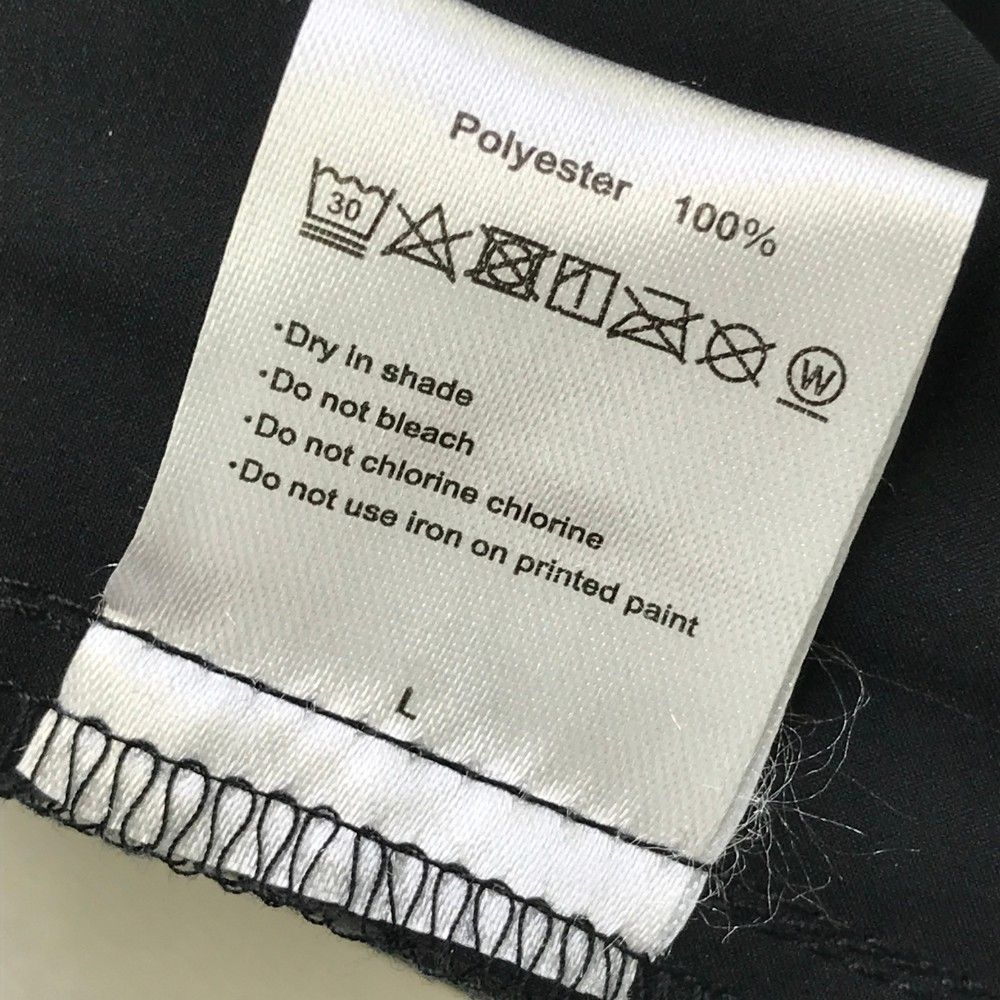 Polyester 100%
30
W
·Dry in shade
·Do not bleach
·Do not chlorine chlorine
·Do not use iron on printed paint
L